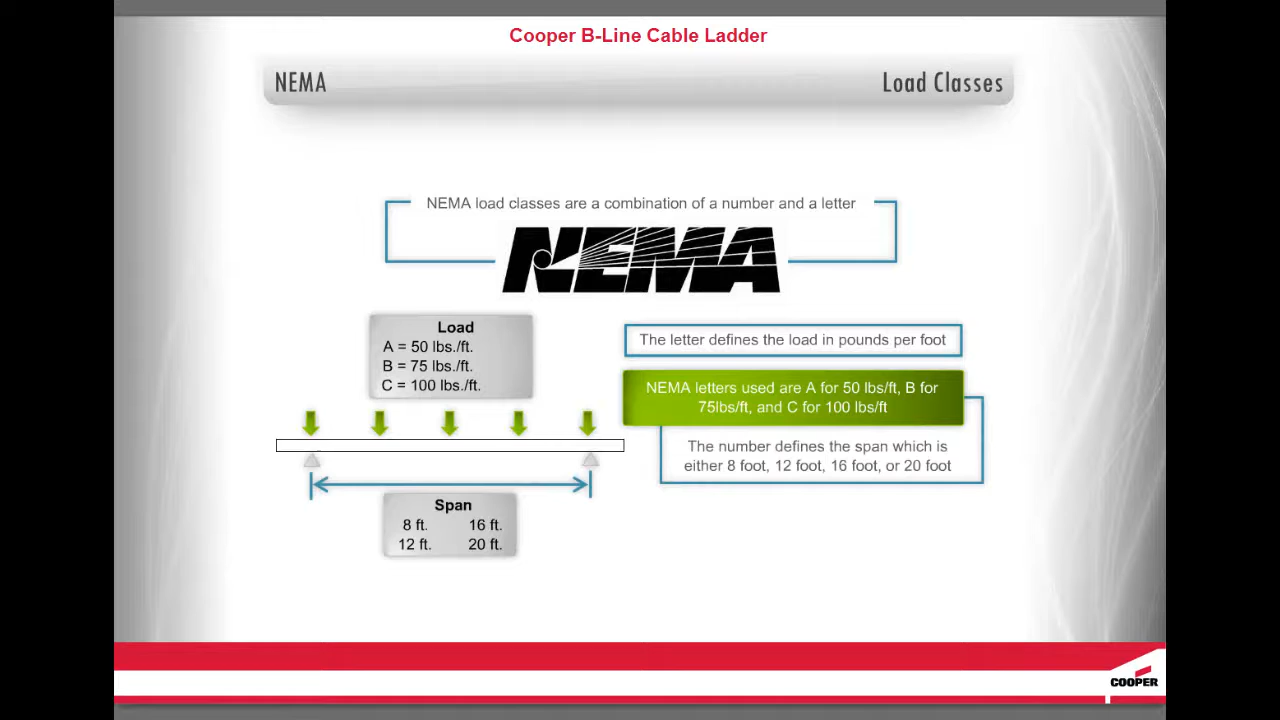 Cooper B-Line Cable Ladder
NEMA
Load Classes
NEMA load classes are a combination of a number and a letter
NEMA
Load
A = 50 lbs./ft.
B = 75 lbs./ft.
C = 100 lbs./ft.
The letter defines the load in pounds per foot
NEMA letters used are A for 50 lbs/ft, B for
75lbs/ft, and C for 100 lbs/ft
The number defines the span which is
either 8 foot, 12 foot, 16 foot, or 20 foot
Span
8 ft. 16 ft.
12 ft. 20 ft.
COOPER